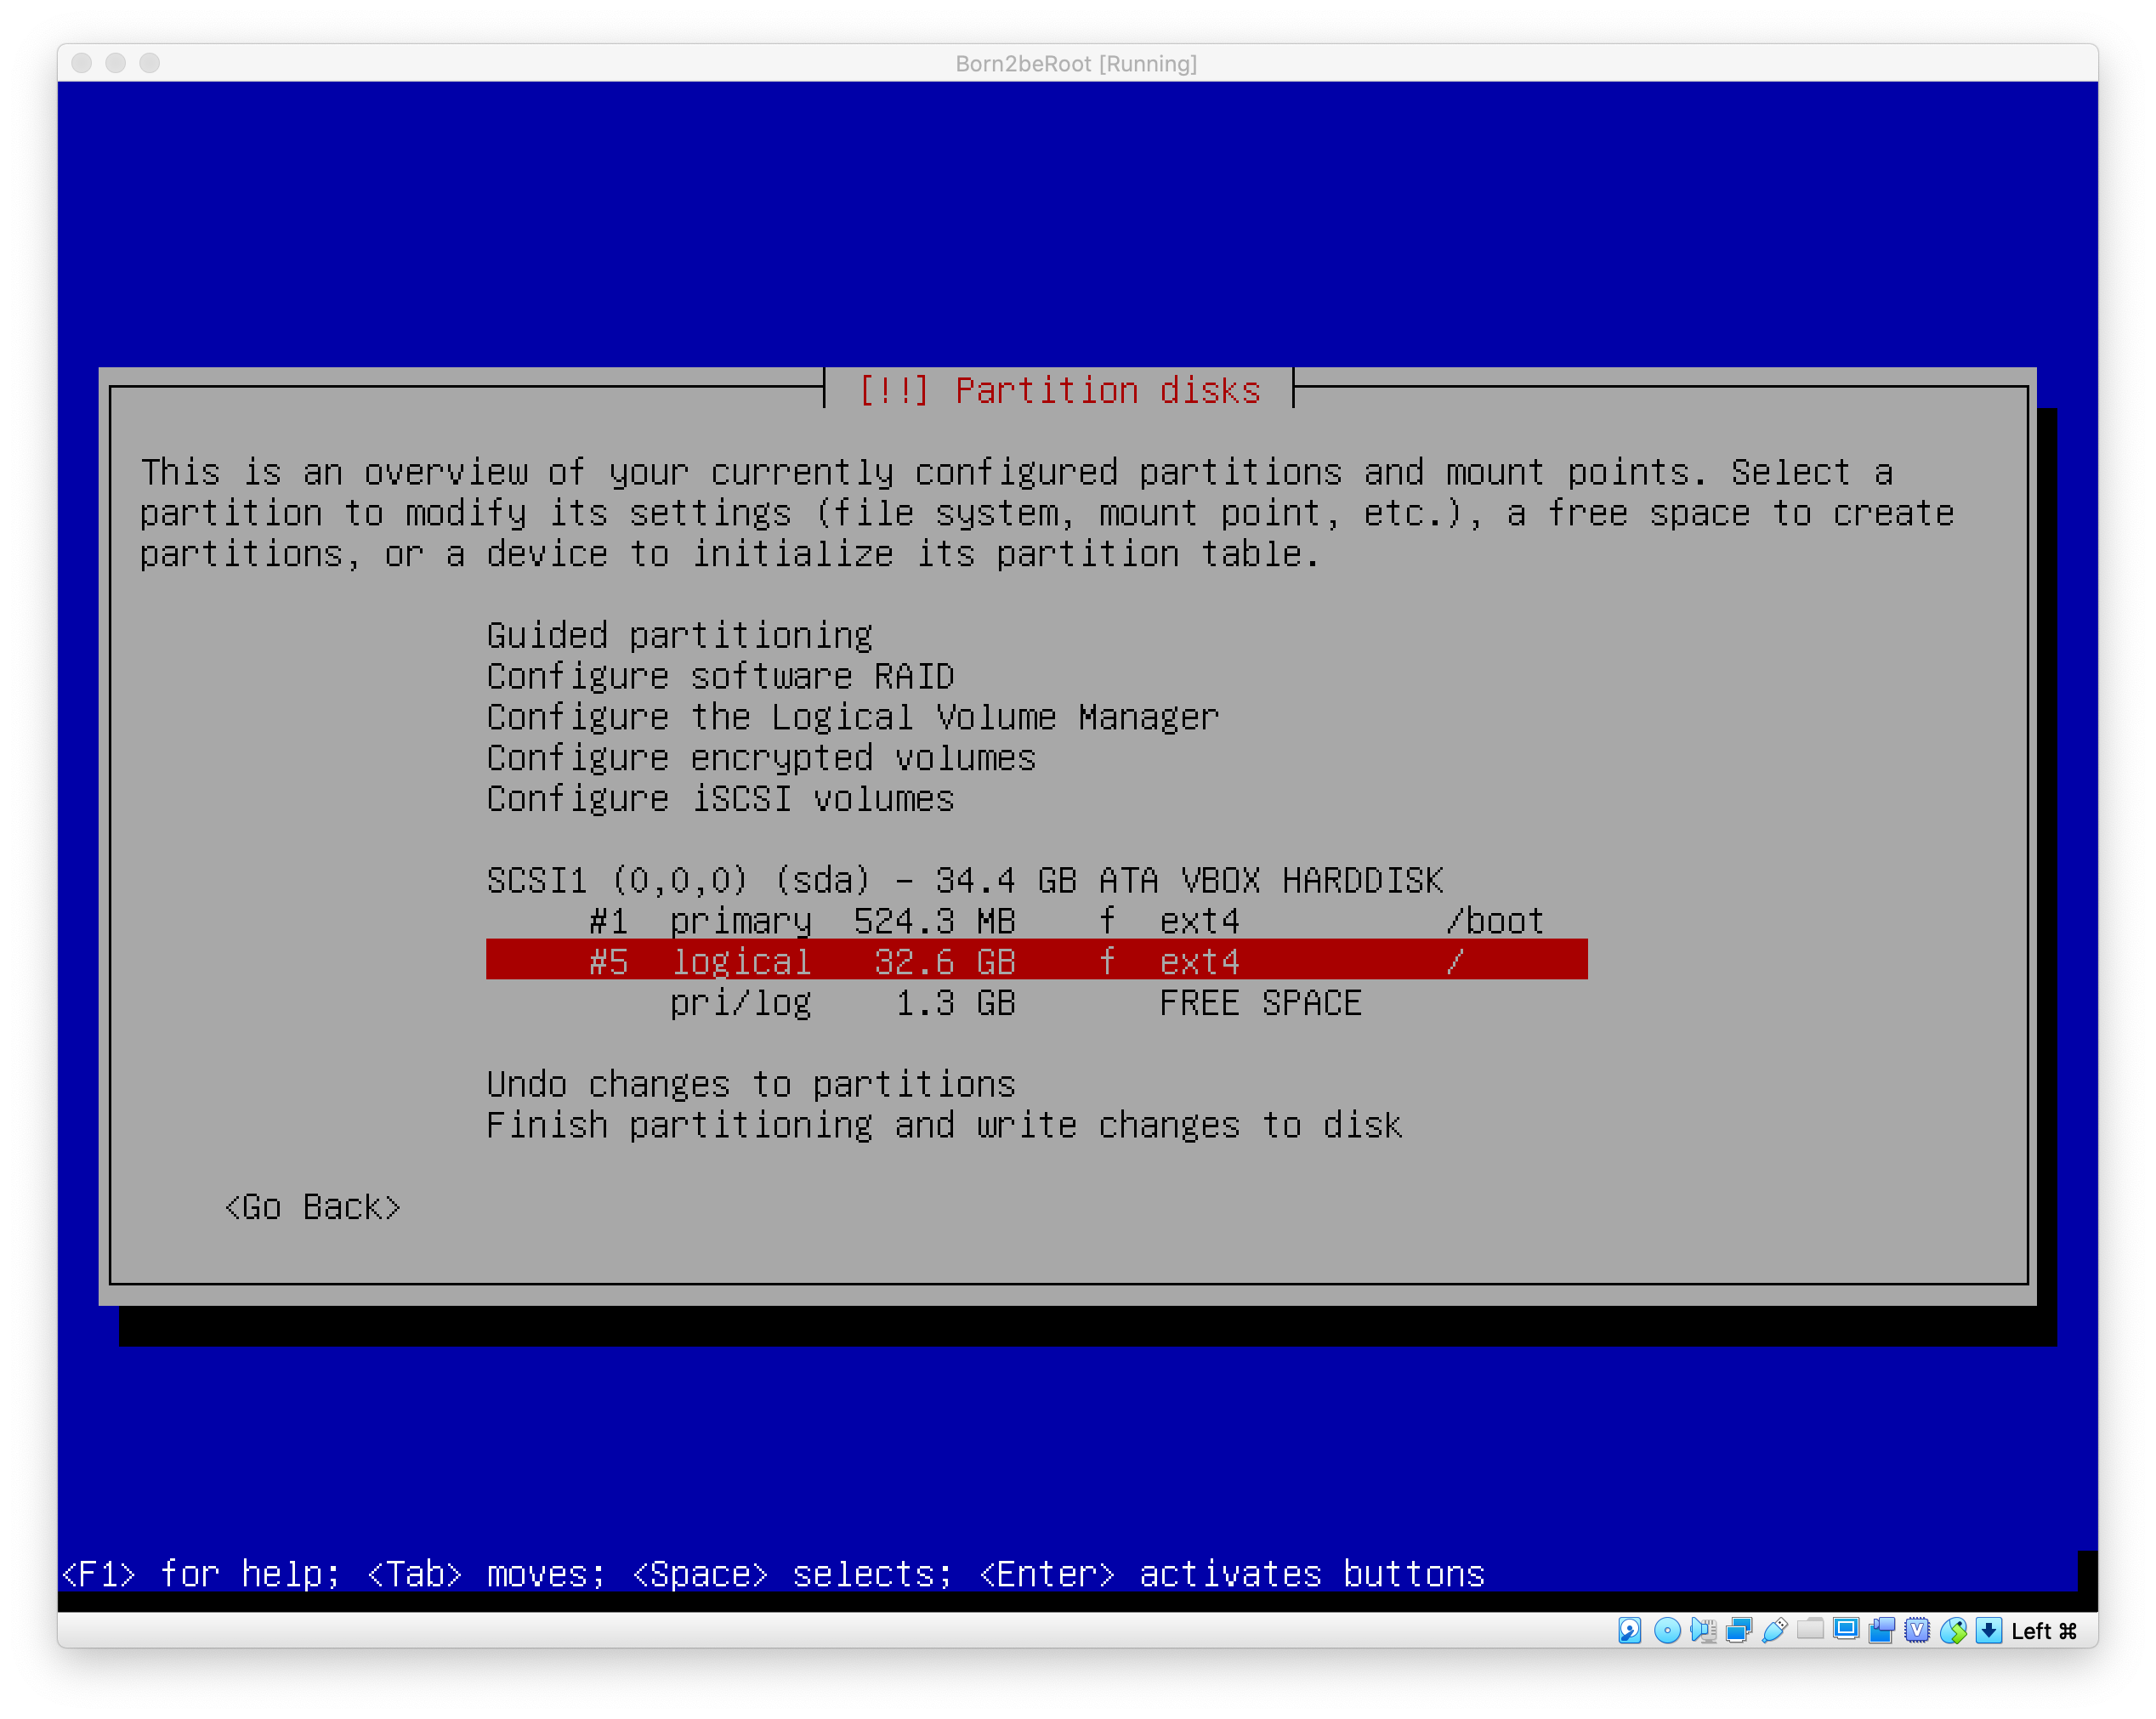 Born2beRoot [Running]
[!!] Partition disks
This is an overview of your currently configured partitions and mount points. Select a
partition to modify its settings (file system, mount point, etc.), a free space to create
partitions, or a device to initialize its partition table.
Guided partitioning
Configure software RAID
Configure the Logical Volume Manager
Configure encrypted volumes
Configure iSCSI volumes
SCSI1 (0,0,0) (sda) - 34.4 GB ATA VBOX HARDDISK
#1 primary 524.3 MB f ext4 /boot
#5 logical 32.6 GB f ext4 /
pri/log 1.3 GB FREE SPACE
Undo changes to partitions
Finish partitioning and write changes to disk
<Go Back>
<F1> for help; <Tab> moves; <Space> selects; <Enter> activates buttons
Left ⌘